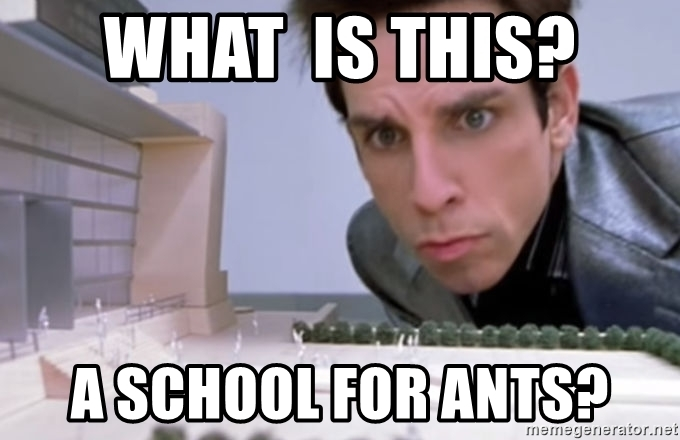 WHAT IS THIS?
A SCHOOL FOR ANTS?
memegenerator.net